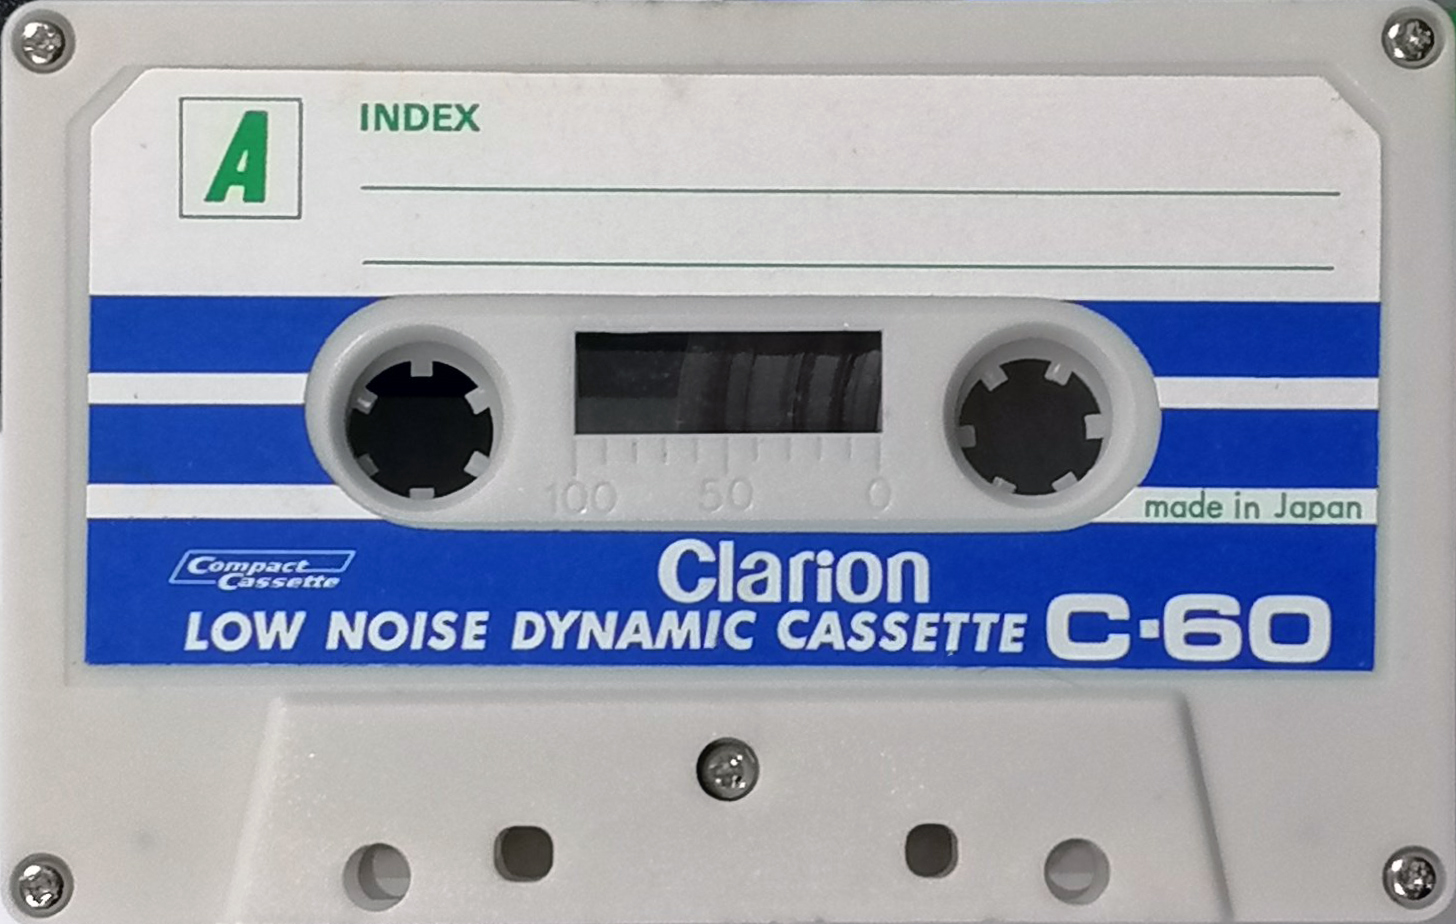 A INDEX
100 50 0
made in Japan
Compact
Cassette
Clarion
LOW NOISE DYNAMIC CASSETTE C-60